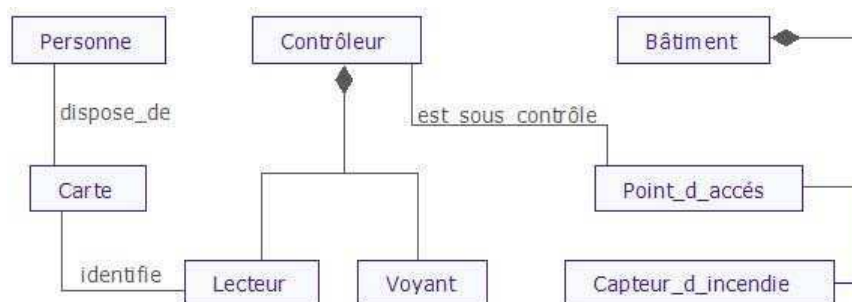 Personne
Contrôleur
Bâtiment
dispose_de
est_sous_contrôle
Carte
Point_d_accés
identifie
Lecteur
Voyant
Capteur_d_incendie